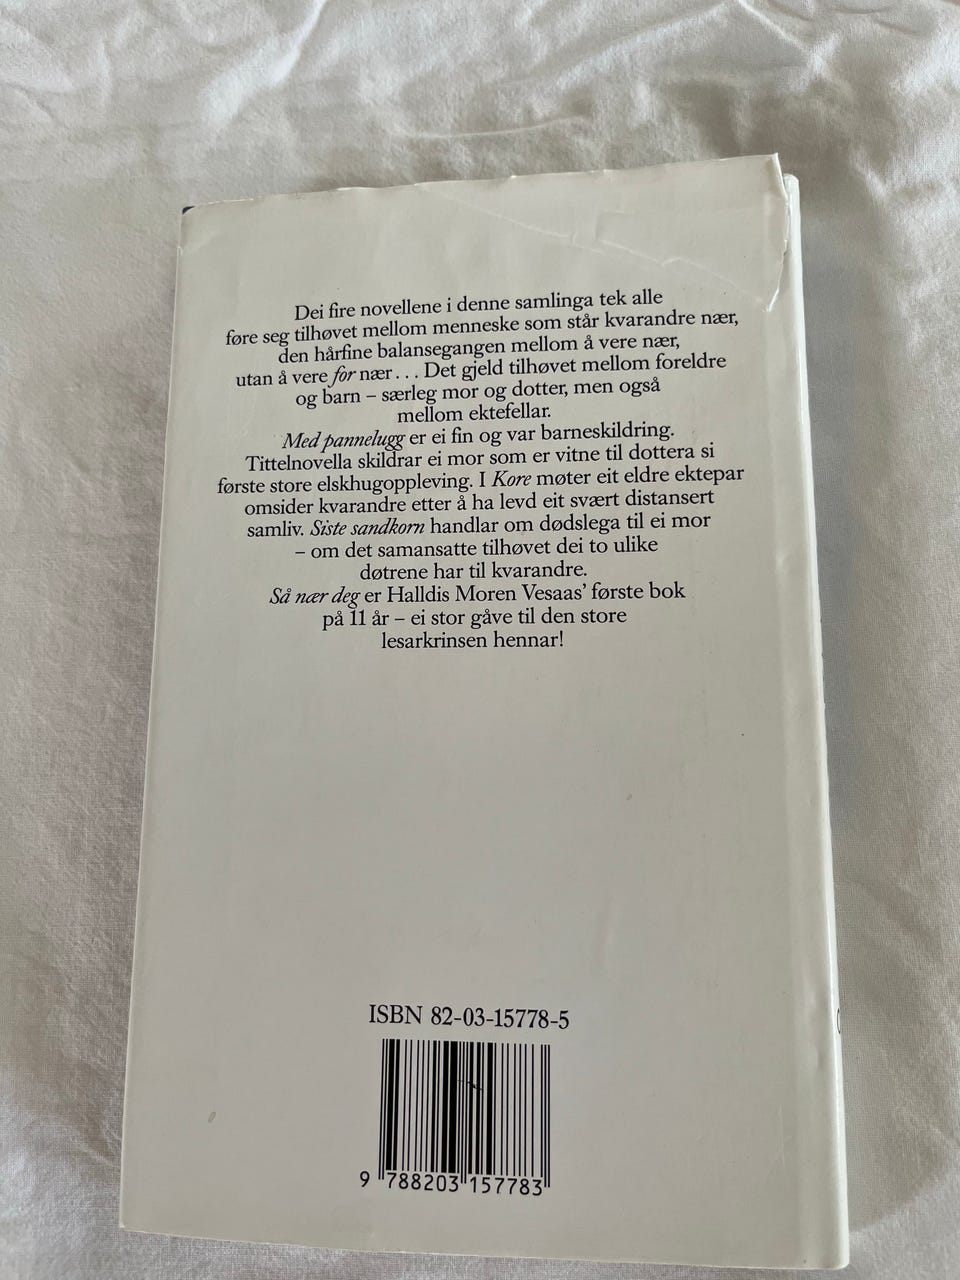 Dei fire novellene i denne samlinga tek alle
føre seg tilhøvet mellom menneske som står kvarandre nær,
den hårfine balansegangen mellom å vere nær,
utan å vere for nær . . . Det gjeld tilhøvet mellom foreldre
og barn – særleg mor og dotter, men også
mellom ektefellar.
Med pannelugg er ei fin og var barneskildring.
Tittelnovella skildrar ei mor som er vitne til dottera si
første store elskhugoppleving. I Kore møter eit eldre ektepar
omsider kvarandre etter å ha levd eit svært distansert
samliv. Siste sandkorn handlar om dødslega til ei mor
– om det samansatte tilhøvet dei to ulike
døtrene har til kvarandre.
Så nær deg er Halldis Moren Vesaas' første bok
på 11 år – ei stor gåve til den store
lesarkrinsen hennar!
ISBN 82-03-15778-5
9 788203 157783